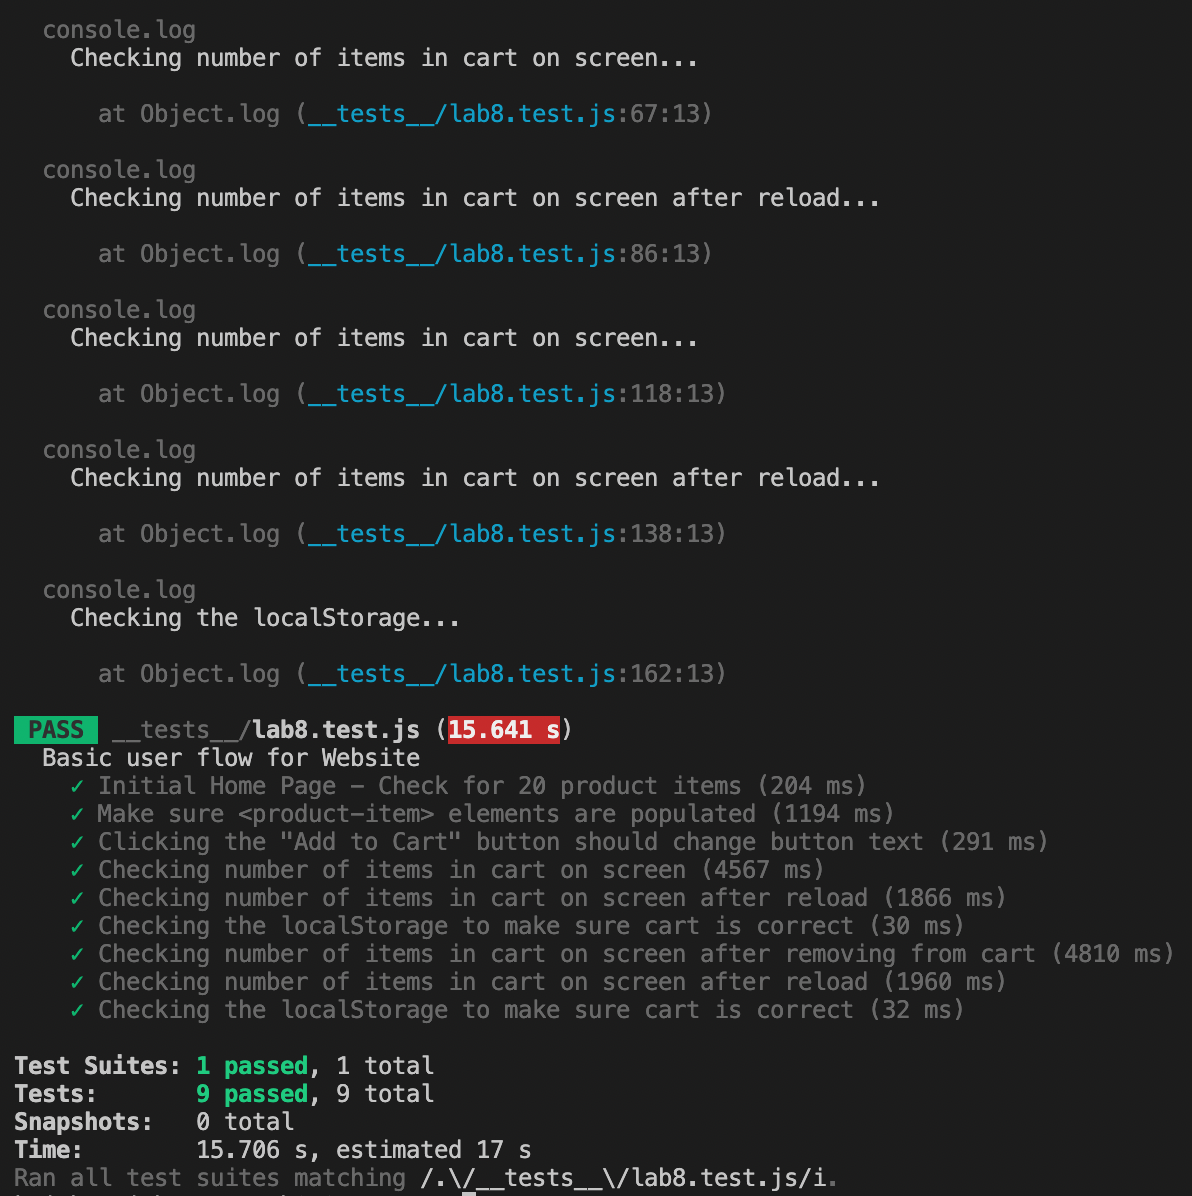 console.log
Checking number of items in cart on screen...
at Object.log (__tests__/lab8.test.js:67:13)
console.log
Checking number of items in cart on screen after reload...
at Object.log (__tests__/lab8.test.js:86:13)
console.log
Checking number of items in cart on screen...
at Object.log (__tests__/lab8.test.js:118:13)
console.log
Checking number of items in cart on screen after reload...
at Object.log (__tests__/lab8.test.js:138:13)
console.log
Checking the localStorage...
at Object.log (__tests__/lab8.test.js:162:13)
PASS __tests__/lab8.test.js (15.641 s)
Basic user flow for Website
✓ Initial Home Page – Check for 20 product items (204 ms)
✓ Make sure <product-item> elements are populated (1194 ms)
✓ Clicking the "Add to Cart" button should change button text (291 ms)
✓ Checking number of items in cart on screen (4567 ms)
✓ Checking number of items in cart on screen after reload (1866 ms)
✓ Checking the localStorage to make sure cart is correct (30 ms)
✓ Checking number of items in cart on screen after removing from cart (4810 ms)
✓ Checking number of items in cart on screen after reload (1960 ms)
✓ Checking the localStorage to make sure cart is correct (32 ms)
Test Suites: 1 passed, 1 total
Tests: 9 passed, 9 total
Snapshots: 0 total
Time: 15.706 s, estimated 17 s
Ran all test suites matching /.\/__tests__\/lab8.test.js/i.